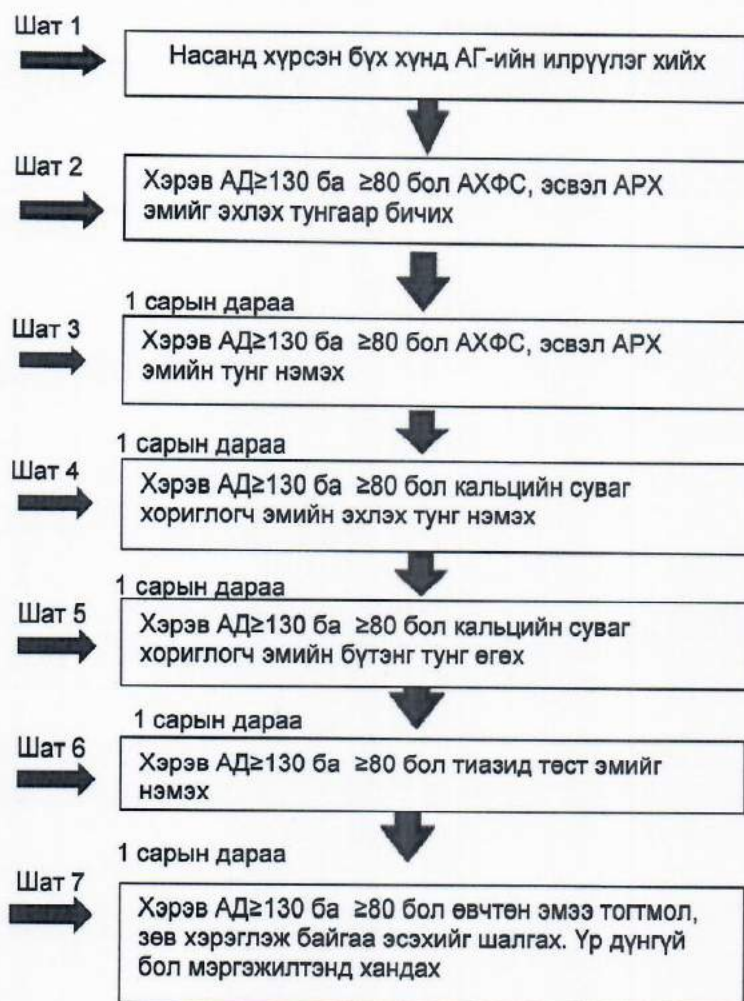 Шат 1
Насанд хүрсэн бүх хүнд АГ-ийн илрүүлэг хийх
Шат 2
Хэрэв АД≥130 ба ≥80 бол АХФС, эсвэл АРХ
эмийг эхлэх тунгаар бичих
1 сарын дараа
Шат 3
Хэрэв АД≥130 ба ≥80 бол АХФС, эсвэл АРХ
эмийн тунг нэмэх
1 сарын дараа
Шат 4
Хэрэв АД≥130 ба ≥80 бол кальцийн суваг
хориглогч эмийн эхлэх тунг нэмэх
1 сарын дараа
Шат 5
Хэрэв АД≥130 ба ≥80 бол кальцийн суваг
хориглогч эмийн бүтэнг тунг өгөх
1 сарын дараа
Шат 6
Хэрэв АД≥130 ба ≥80 бол тиазид төст эмийг
нэмэх
1 сарын дараа
Шат 7
Хэрэв АД≥130 ба ≥80 бол өвчтөн эмээ тогтмол,
зөв хэрэглэж байгаа эсэхийг шалгах. Үр дүнгүй
бол мэргэжилтэнд хандах